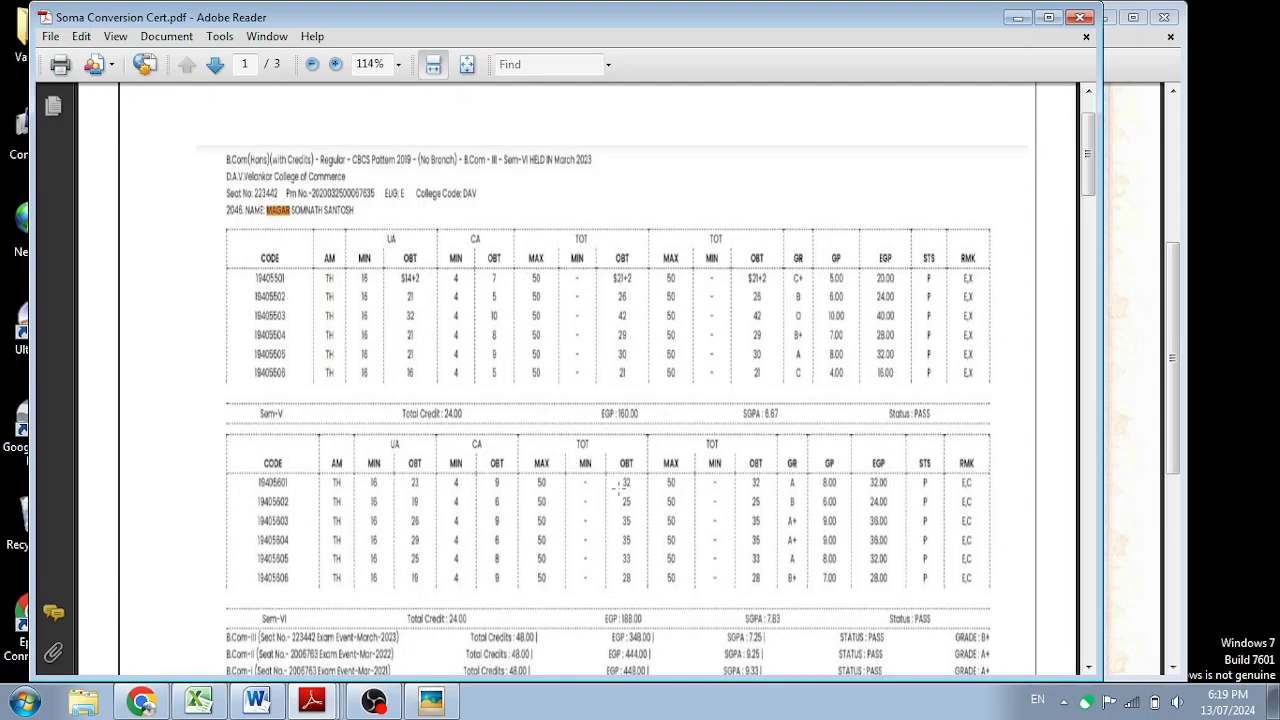 Soma Conversion Cert.pdf - Adobe Reader
File Edit View Document Tools Window Help
1 / 3 114% Find
B.Com(Hons)(with Credits) - Regular - CBCS Pattern 2019 - (No Branch) - B.Com - III - Sem-VI HELD IN March 2023
D.A.V.Velankar College of Commerce
Seat No: 223442 Prn No.-2020032500067635 ELIG: E College Code: DAV
2046. NAME: MAGAR SOMNATH SANTOSH
UA CA TOT TOT
CODE AM MIN OBT MIN OBT MAX MIN OBT MAX MIN OBT GR GP EGP STS RMK
19405501 TH 16 $14+2 4 7 50 - $21+2 50 - $21+2 C+ 5.00 20.00 P E,X
19405502 TH 16 21 4 5 50 - 26 50 - 26 B 6.00 24.00 P E,X
19405503 TH 16 32 4 10 50 - 42 50 - 42 O 10.00 40.00 P E,X
19405504 TH 16 21 4 8 50 - 29 50 - 29 B+ 7.00 28.00 P E,X
19405505 TH 16 21 4 9 50 - 30 50 - 30 A 8.00 32.00 P E,X
19405506 TH 16 16 4 5 50 - 21 50 - 21 C 4.00 16.00 P E,X
Sem-V Total Credit : 24.00 EGP : 160.00 SGPA : 6.67 Status : PASS
UA CA TOT TOT
CODE AM MIN OBT MIN OBT MAX MIN OBT MAX MIN OBT GR GP EGP STS RMK
19405601 TH 16 23 4 9 50 - 32 50 - 32 A 8.00 32.00 P E,C
19405602 TH 16 19 4 6 50 - 25 50 - 25 B 6.00 24.00 P E,C
19405603 TH 16 26 4 9 50 - 35 50 - 35 A+ 9.00 36.00 P E,C
19405604 TH 16 29 4 6 50 - 35 50 - 35 A+ 9.00 36.00 P E,C
19405605 TH 16 25 4 8 50 - 33 50 - 33 A 8.00 32.00 P E,C
19405606 TH 16 19 4 9 50 - 28 50 - 28 B+ 7.00 28.00 P E,C
Sem-VI Total Credit : 24.00 EGP : 188.00 SGPA : 7.83 Status : PASS
B.Com-III (Seat No.- 223442 Exam Event-March-2023) Total Credits : 48.00 | EGP : 348.00 | SGPA : 7.25 | STATUS : PASS GRADE : B+
B.Com-II (Seat No.- 2006763 Exam Event-Mar-2022) Total Credits : 48.00 | EGP : 444.00 | SGPA : 9.25 | STATUS : PASS GRADE : A+
B.Com-I (Seat No.- 2006763 Exam Event-Mar-2021) Total Credits : 48.00 | EGP : 448.00 | SGPA : 9.33 | STATUS : PASS GRADE : A+
Windows 7
Build 7601
ws is not genuine
EN 6:19 PM
13/07/2024